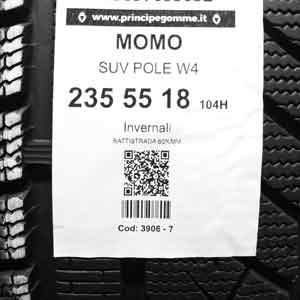 www.principegomme.it
MOMO
SUV POLE W4
235 55 18 104H
Invernali
BATTISTRADA 80%MM
Cod: 3906 - 7